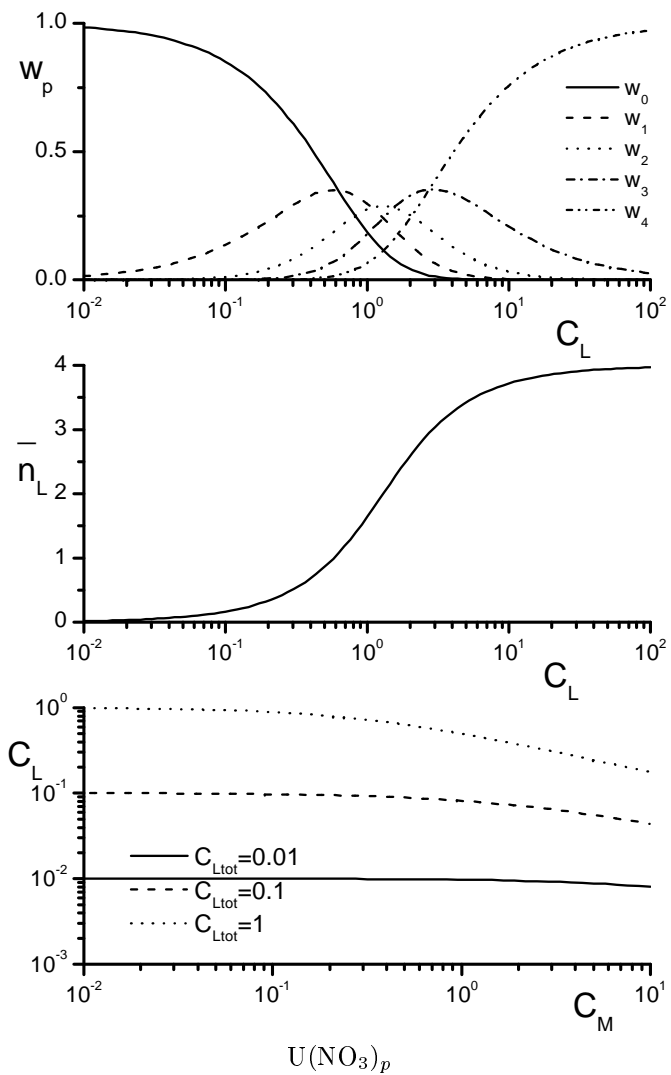 1.0
w_p
0.5
0.0
w_0
w_1
w_2
w_3
w_4
10^-2 10^-1 10^0 10^1 10^2
C_L
4
3
n̄_L
2
1
0
10^-2 10^-1 10^0 10^1 10^2
C_L
10^0
C_L
10^-1
10^-2
10^-3
C_Ltot=0.01
C_Ltot=0.1
C_Ltot=1
10^-2 10^-1 10^0 10^1
C_M
U(NO_3)_p